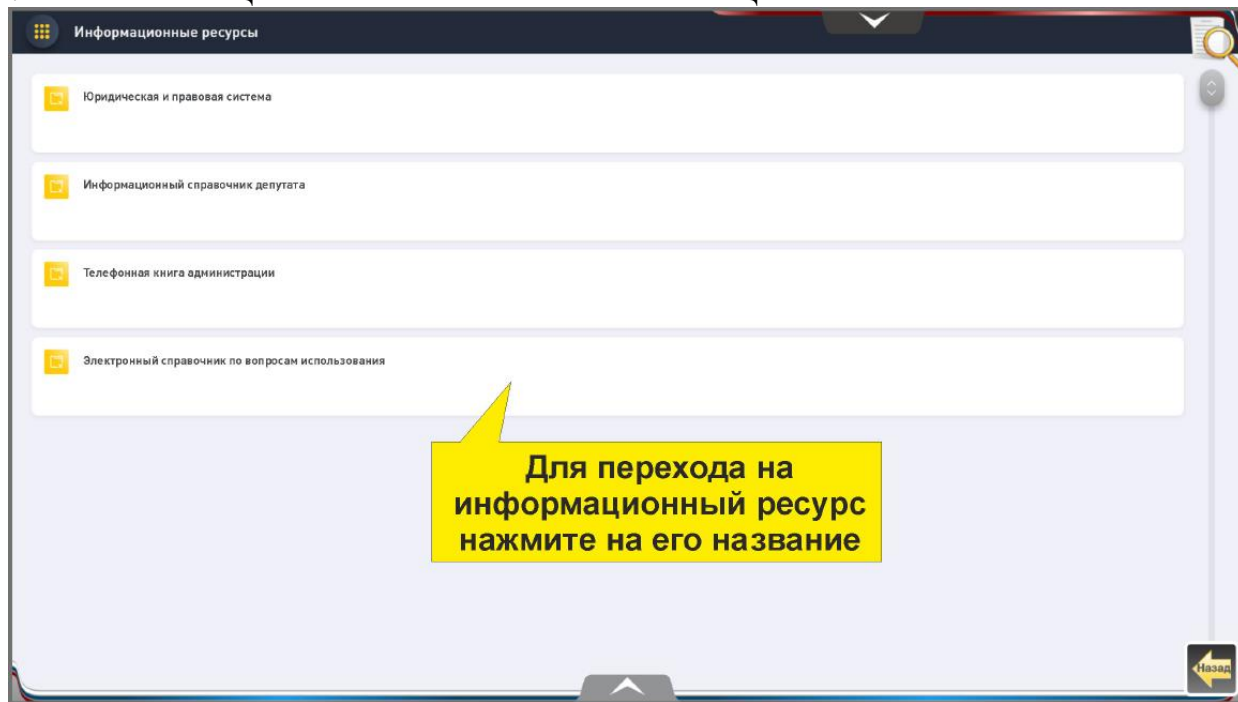 Информационные ресурсы
Юридическая и правовая система
Информационный справочник депутата
Телефонная книга администрации
Электронный справочник по вопросам использования
Для перехода на
информационный ресурс
нажмите на его название
Назад